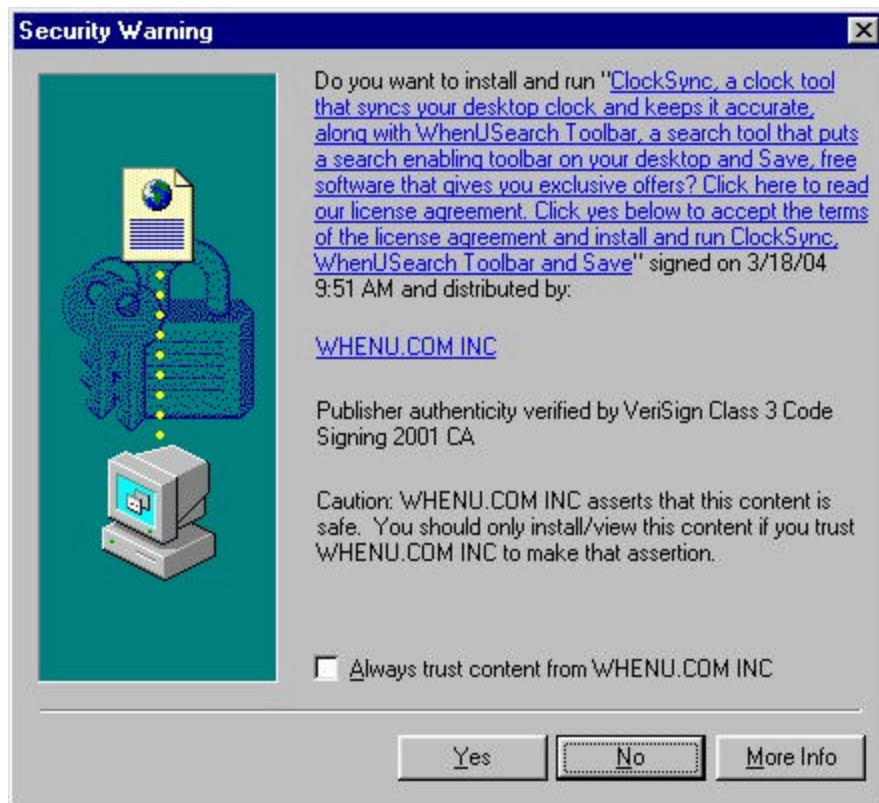 Security Warning
Do you want to install and run "ClockSync, a clock tool
that syncs your desktop clock and keeps it accurate,
along with WhenUSearch Toolbar, a search tool that puts
a search enabling toolbar on your desktop and Save, free
software that gives you exclusive offers? Click here to read
our license agreement. Click yes below to accept the terms
of the license agreement and install and run ClockSync,
WhenUSearch Toolbar and Save" signed on 3/18/04
9:51 AM and distributed by:
WHENU.COM INC
Publisher authenticity verified by VeriSign Class 3 Code
Signing 2001 CA
Caution: WHENU.COM INC asserts that this content is
safe. You should only install/view this content if you trust
WHENU.COM INC to make that assertion.
Always trust content from WHENU.COM INC
Yes No More Info